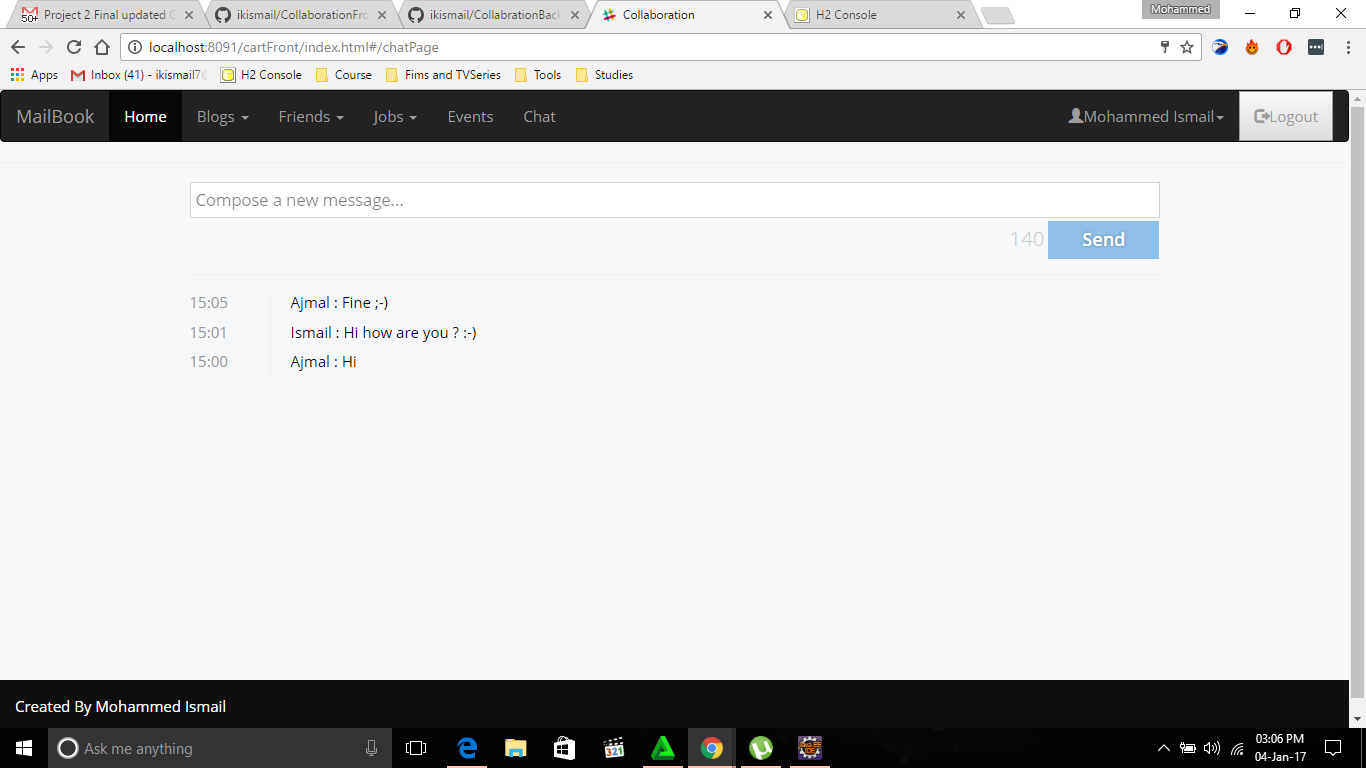 Mohammed
50+ Project 2 Final updated G
ikismail/CollaborationFro
ikismail/CollabrationBack
Collaboration
H2 Console
localhost:8091/cartFront/index.html#/chatPage
Apps
Inbox (41) - ikismail7
H2 Console
Course
Fims and TVSeries
Tools
Studies
MailBook
Home
Blogs
Friends
Jobs
Events
Chat
Mohammed Ismail
Logout
Compose a new message...
140
Send
15:05 Ajmal : Fine ;-)
15:01 Ismail : Hi how are you ? :-)
15:00 Ajmal : Hi
Created By Mohammed Ismail
Ask me anything
321
03:06 PM
04-Jan-17